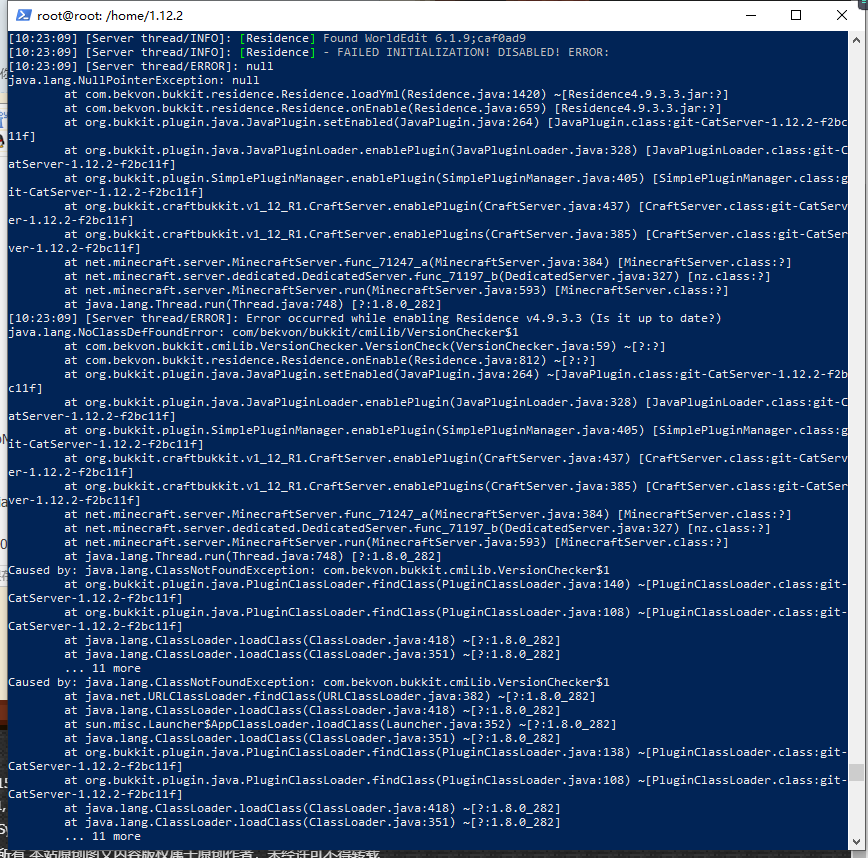 root@root: /home/1.12.2
[10:23:09] [Server thread/INFO]: [Residence] Found WorldEdit 6.1.9;caf0ad9
[10:23:09] [Server thread/INFO]: [Residence] - FAILED INITIALIZATION! DISABLED! ERROR:
[10:23:09] [Server thread/ERROR]: null
java.lang.NullPointerException: null
at com.bekvon.bukkit.residence.Residence.loadYml(Residence.java:1420) ~[Residence4.9.3.3.jar:?]
at com.bekvon.bukkit.residence.Residence.onEnable(Residence.java:659) [Residence4.9.3.3.jar:?]
at org.bukkit.plugin.java.JavaPlugin.setEnabled(JavaPlugin.java:264) [JavaPlugin.class:git-CatServer-1.12.2-f2bc
11f]
at org.bukkit.plugin.java.JavaPluginLoader.enablePlugin(JavaPluginLoader.java:328) [JavaPluginLoader.class:git-C
atServer-1.12.2-f2bc11f]
at org.bukkit.plugin.SimplePluginManager.enablePlugin(SimplePluginManager.java:405) [SimplePluginManager.class:g
it-CatServer-1.12.2-f2bc11f]
at org.bukkit.craftbukkit.v1_12_R1.CraftServer.enablePlugin(CraftServer.java:437) [CraftServer.class:git-CatServ
er-1.12.2-f2bc11f]
at org.bukkit.craftbukkit.v1_12_R1.CraftServer.enablePlugins(CraftServer.java:385) [CraftServer.class:git-CatSer
ver-1.12.2-f2bc11f]
at net.minecraft.server.MinecraftServer.func_71247_a(MinecraftServer.java:384) [MinecraftServer.class:?]
at net.minecraft.server.dedicated.DedicatedServer.func_71197_b(DedicatedServer.java:327) [nz.class:?]
at net.minecraft.server.MinecraftServer.run(MinecraftServer.java:593) [MinecraftServer.class:?]
at java.lang.Thread.run(Thread.java:748) [?:1.8.0_282]
[10:23:09] [Server thread/ERROR]: Error occurred while enabling Residence v4.9.3.3 (Is it up to date?)
java.lang.NoClassDefFoundError: com/bekvon/bukkit/cmiLib/VersionChecker$1
at com.bekvon.bukkit.cmiLib.VersionChecker.VersionCheck(VersionChecker.java:59) ~[?:?]
at com.bekvon.bukkit.residence.Residence.onEnable(Residence.java:812) ~[?:?]
at org.bukkit.plugin.java.JavaPlugin.setEnabled(JavaPlugin.java:264) ~[JavaPlugin.class:git-CatServer-1.12.2-f2b
c11f]
at org.bukkit.plugin.java.JavaPluginLoader.enablePlugin(JavaPluginLoader.java:328) [JavaPluginLoader.class:git-C
atServer-1.12.2-f2bc11f]
at org.bukkit.plugin.SimplePluginManager.enablePlugin(SimplePluginManager.java:405) [SimplePluginManager.class:g
it-CatServer-1.12.2-f2bc11f]
at org.bukkit.craftbukkit.v1_12_R1.CraftServer.enablePlugin(CraftServer.java:437) [CraftServer.class:git-CatServ
er-1.12.2-f2bc11f]
at org.bukkit.craftbukkit.v1_12_R1.CraftServer.enablePlugins(CraftServer.java:385) [CraftServer.class:git-CatSer
ver-1.12.2-f2bc11f]
at net.minecraft.server.MinecraftServer.func_71247_a(MinecraftServer.java:384) [MinecraftServer.class:?]
at net.minecraft.server.dedicated.DedicatedServer.func_71197_b(DedicatedServer.java:327) [nz.class:?]
at net.minecraft.server.MinecraftServer.run(MinecraftServer.java:593) [MinecraftServer.class:?]
at java.lang.Thread.run(Thread.java:748) [?:1.8.0_282]
Caused by: java.lang.ClassNotFoundException: com.bekvon.bukkit.cmiLib.VersionChecker$1
at org.bukkit.plugin.java.PluginClassLoader.findClass(PluginClassLoader.java:140) ~[PluginClassLoader.class:git-
CatServer-1.12.2-f2bc11f]
at org.bukkit.plugin.java.PluginClassLoader.findClass(PluginClassLoader.java:108) ~[PluginClassLoader.class:git-
CatServer-1.12.2-f2bc11f]
at java.lang.ClassLoader.loadClass(ClassLoader.java:418) ~[?:1.8.0_282]
at java.lang.ClassLoader.loadClass(ClassLoader.java:351) ~[?:1.8.0_282]
... 11 more
Caused by: java.lang.ClassNotFoundException: com.bekvon.bukkit.cmiLib.VersionChecker$1
at java.net.URLClassLoader.findClass(URLClassLoader.java:382) ~[?:1.8.0_282]
at java.lang.ClassLoader.loadClass(ClassLoader.java:418) ~[?:1.8.0_282]
at sun.misc.Launcher$AppClassLoader.loadClass(Launcher.java:352) ~[?:1.8.0_282]
at java.lang.ClassLoader.loadClass(ClassLoader.java:351) ~[?:1.8.0_282]
at org.bukkit.plugin.java.PluginClassLoader.findClass(PluginClassLoader.java:138) ~[PluginClassLoader.class:git-
CatServer-1.12.2-f2bc11f]
at org.bukkit.plugin.java.PluginClassLoader.findClass(PluginClassLoader.java:108) ~[PluginClassLoader.class:git-
CatServer-1.12.2-f2bc11f]
at java.lang.ClassLoader.loadClass(ClassLoader.java:418) ~[?:1.8.0_282]
at java.lang.ClassLoader.loadClass(ClassLoader.java:351) ~[?:1.8.0_282]
... 11 more